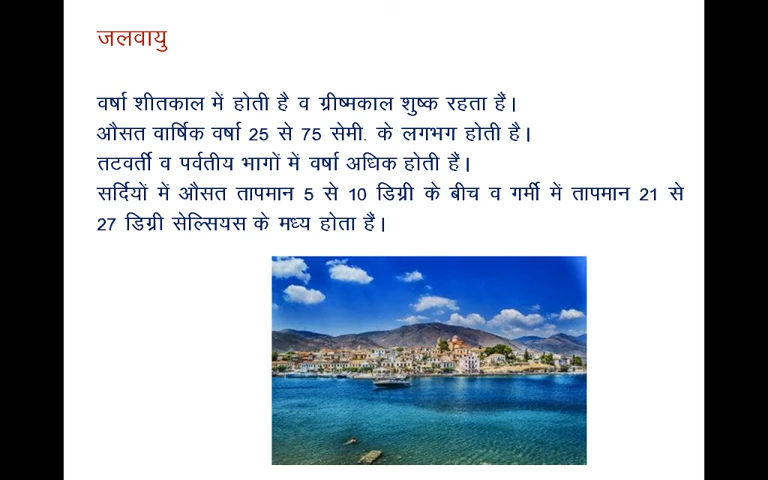 जलवायु
वर्षा शीतकाल में होती है व ग्रीष्मकाल शुष्क रहता हैं।
औसत वार्षिक वर्षा 25 से 75 सेमी. के लगभग होती है।
तटवर्ती व पर्वतीय भागों में वर्षा अधिक होती हैं।
सर्दियों में औसत तापमान 5 से 10 डिग्री के बीच व गर्मी में तापमान 21 से
27 डिग्री सेल्सियस के मध्य होता हैं।